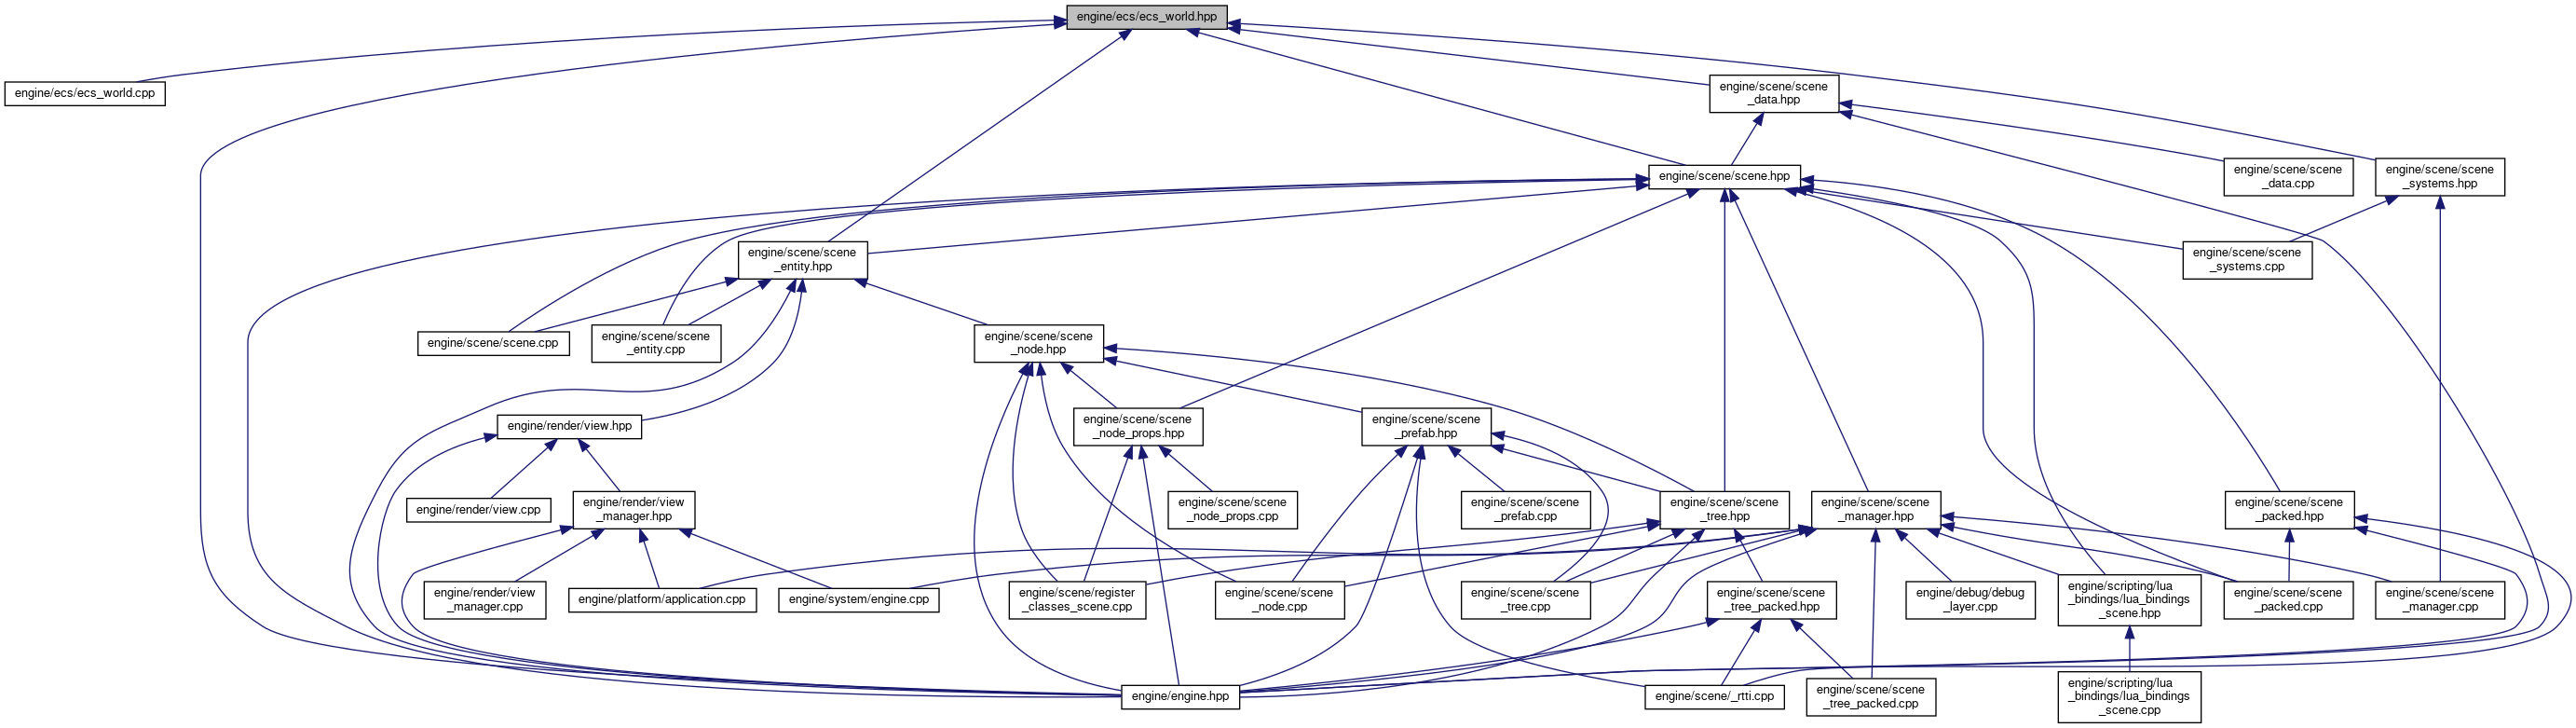 engine/ecs/ecs_world.hpp
engine/ecs/ecs_world.cpp
engine/scene/scene
_data.hpp
engine/scene/scene.hpp
engine/scene/scene
_data.cpp
engine/scene/scene
_systems.hpp
engine/scene/scene
_entity.hpp
engine/scene/scene
_systems.cpp
engine/scene/scene.cpp
engine/scene/scene
_entity.cpp
engine/scene/scene
_node.hpp
engine/render/view.hpp
engine/scene/scene
_node_props.hpp
engine/scene/scene
_prefab.hpp
engine/render/view.cpp
engine/render/view
_manager.hpp
engine/scene/scene
_node_props.cpp
engine/scene/scene
_prefab.cpp
engine/scene/scene
_tree.hpp
engine/scene/scene
_manager.hpp
engine/scene/scene
_packed.hpp
engine/render/view
_manager.cpp
engine/platform/application.cpp
engine/system/engine.cpp
engine/scene/register
_classes_scene.cpp
engine/scene/scene
_node.cpp
engine/scene/scene
_tree.cpp
engine/scene/scene
_tree_packed.hpp
engine/debug/debug
_layer.cpp
engine/scripting/lua
_bindings/lua_bindings
_scene.hpp
engine/scene/scene
_packed.cpp
engine/scene/scene
_manager.cpp
engine/engine.hpp
engine/scene/_rtti.cpp
engine/scene/scene
_tree_packed.cpp
engine/scripting/lua
_bindings/lua_bindings
_scene.cpp